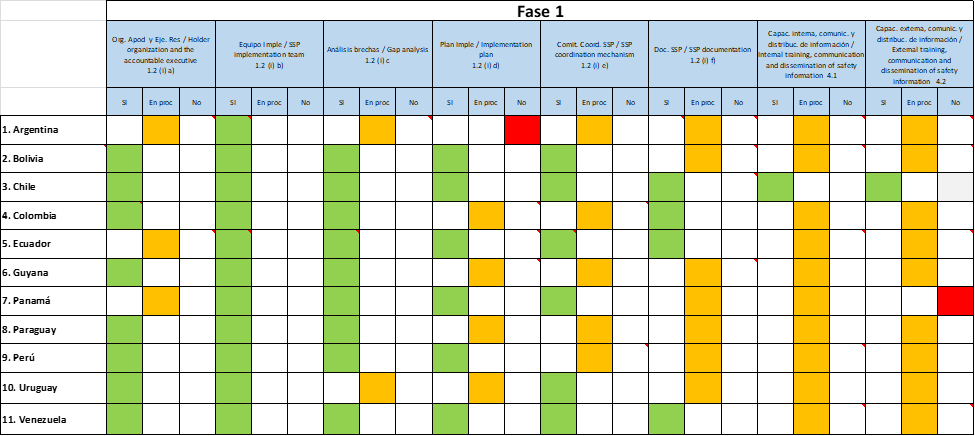 Fase 1
Org. Apod y Eje. Res / Holder
organization and the
accountable executive
1.2 (i) a)
Equipo Imple / SSP
implementation team
1.2 (i) b)
Análisis brechas / Gap analysis
1.2 (i) c
Plan Imple / Implementation
plan
1.2 (i) d)
Comit. Coord. SSP / SSP
coordination mechanism
1.2 (i) e)
Doc. SSP / SSP documentation
1.2 (i) f)
Capac. interna, comunic. y
distribuc. de información /
Internal training, communication
and dissemination of safety
information 4.1
Capac. externa, comunic. y
distribuc. de información /
External training,
communication and
dissemination of safety
information 4.2
SI En proc No SI En proc No SI En proc No SI En proc No SI En proc No SI En proc No SI En proc No SI En proc No
1. Argentina
2. Bolivia
3. Chile
4. Colombia
5. Ecuador
6. Guyana
7. Panamá
8. Paraguay
9. Perú
10. Uruguay
11. Venezuela